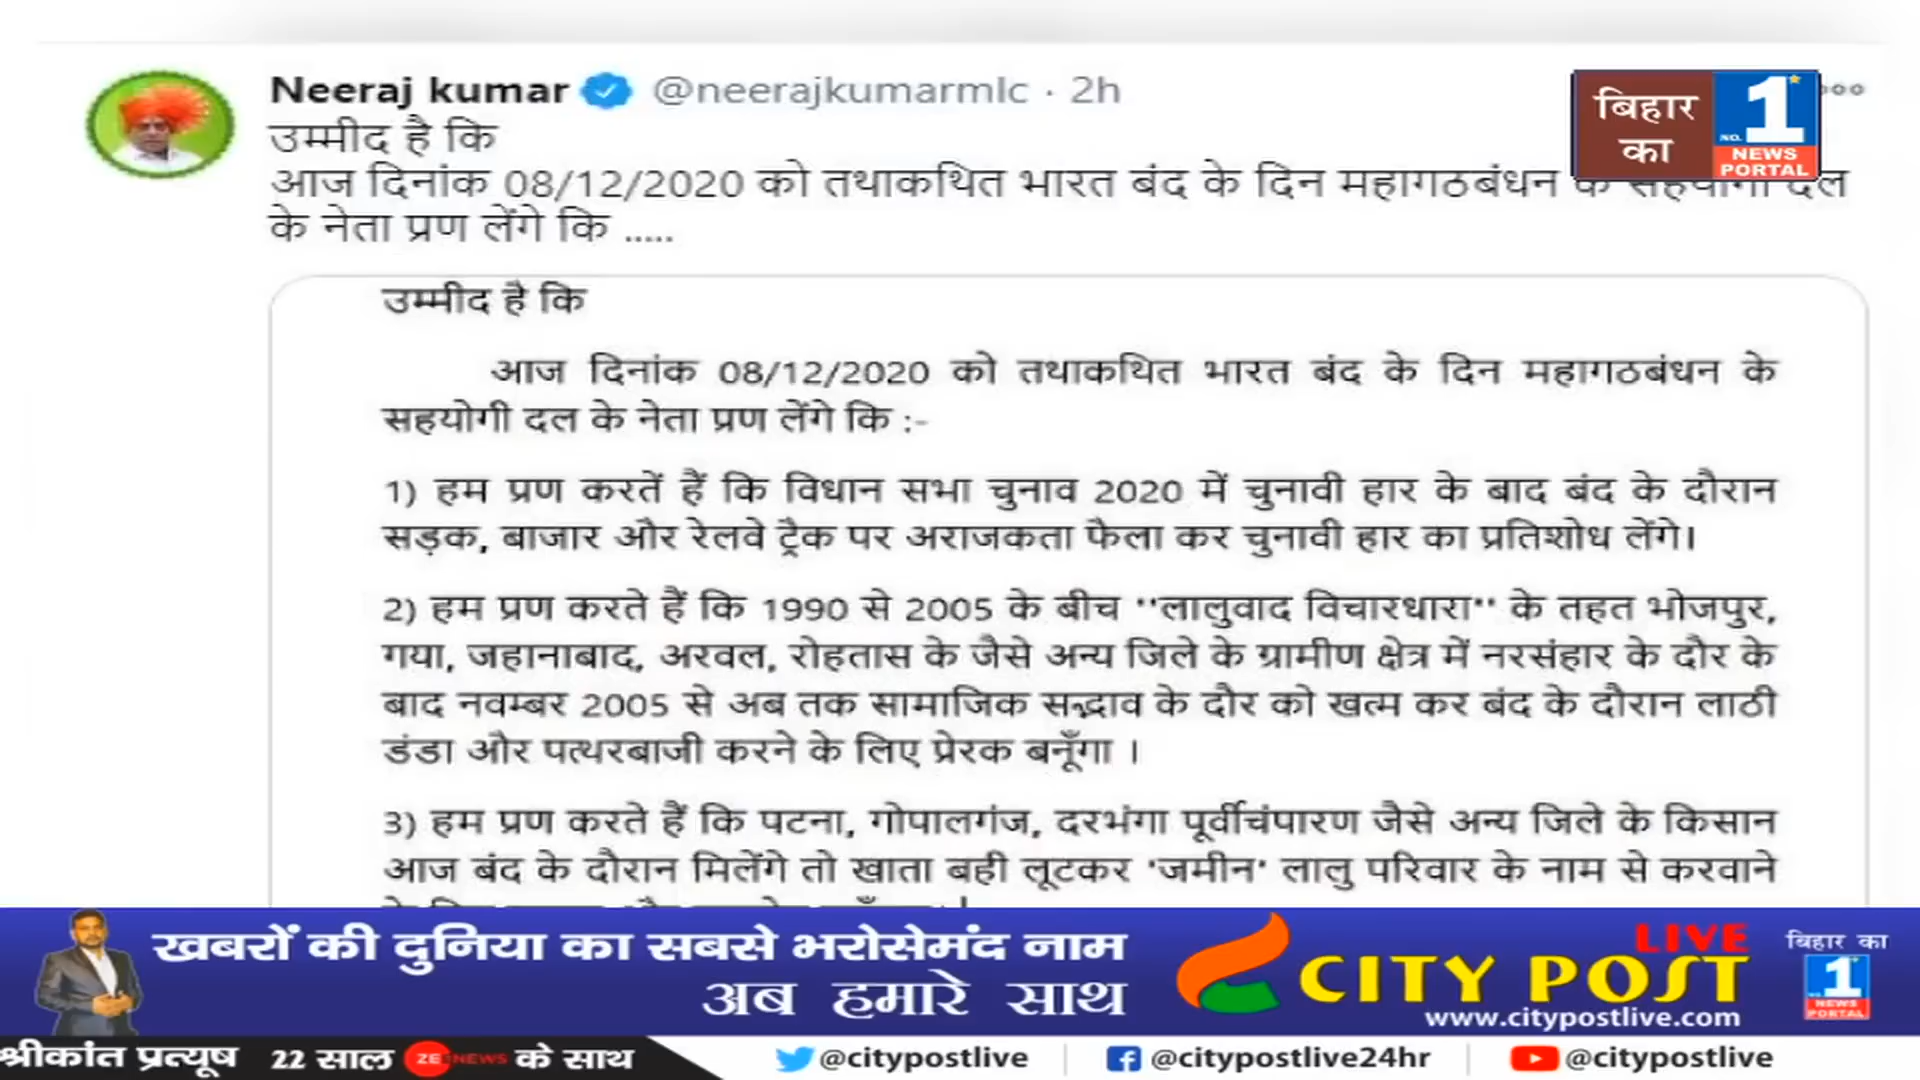 Neeraj kumar @neerajkumarmlc · 2h
उम्मीद है कि
आज दिनांक 08/12/2020 को तथाकथित भारत बंद के दिन महागठबंधन के सहयोगी दल
के नेता प्रण लेंगे कि .....
बिहार
का
NO. 1
NEWS
PORTAL
उम्मीद है कि
आज दिनांक 08/12/2020 को तथाकथित भारत बंद के दिन महागठबंधन के
सहयोगी दल के नेता प्रण लेंगे कि :-
1) हम प्रण करतें हैं कि विधान सभा चुनाव 2020 में चुनावी हार के बाद बंद के दौरान
सड़क, बाजार और रेलवे ट्रैक पर अराजकता फैला कर चुनावी हार का प्रतिशोध लेंगे।
2) हम प्रण करते हैं कि 1990 से 2005 के बीच ''लालुवाद विचारधारा'' के तहत भोजपुर,
गया, जहानाबाद, अरवल, रोहतास के जैसे अन्य जिले के ग्रामीण क्षेत्र में नरसंहार के दौर के
बाद नवम्बर 2005 से अब तक सामाजिक सद्भाव के दौर को खत्म कर बंद के दौरान लाठी
डंडा और पत्थरबाजी करने के लिए प्रेरक बनूँगा ।
3) हम प्रण करते हैं कि पटना, गोपालगंज, दरभंगा पूर्वीचंपारण जैसे अन्य जिले के किसान
आज बंद के दौरान मिलेंगे तो खाता बही लूटकर 'जमीन' लालु परिवार के नाम से करवाने
खबरों की दुनिया का सबसे भरोसेमंद नाम
अब हमारे साथ
LIVE
CITY POST
www.citypostlive.com
बिहार का
1
NEWS
PORTAL
श्रीकांत प्रत्यूष 22 साल ZEE NEWS के साथ
@citypostlive
@citypostlive24hr
@citypostlive